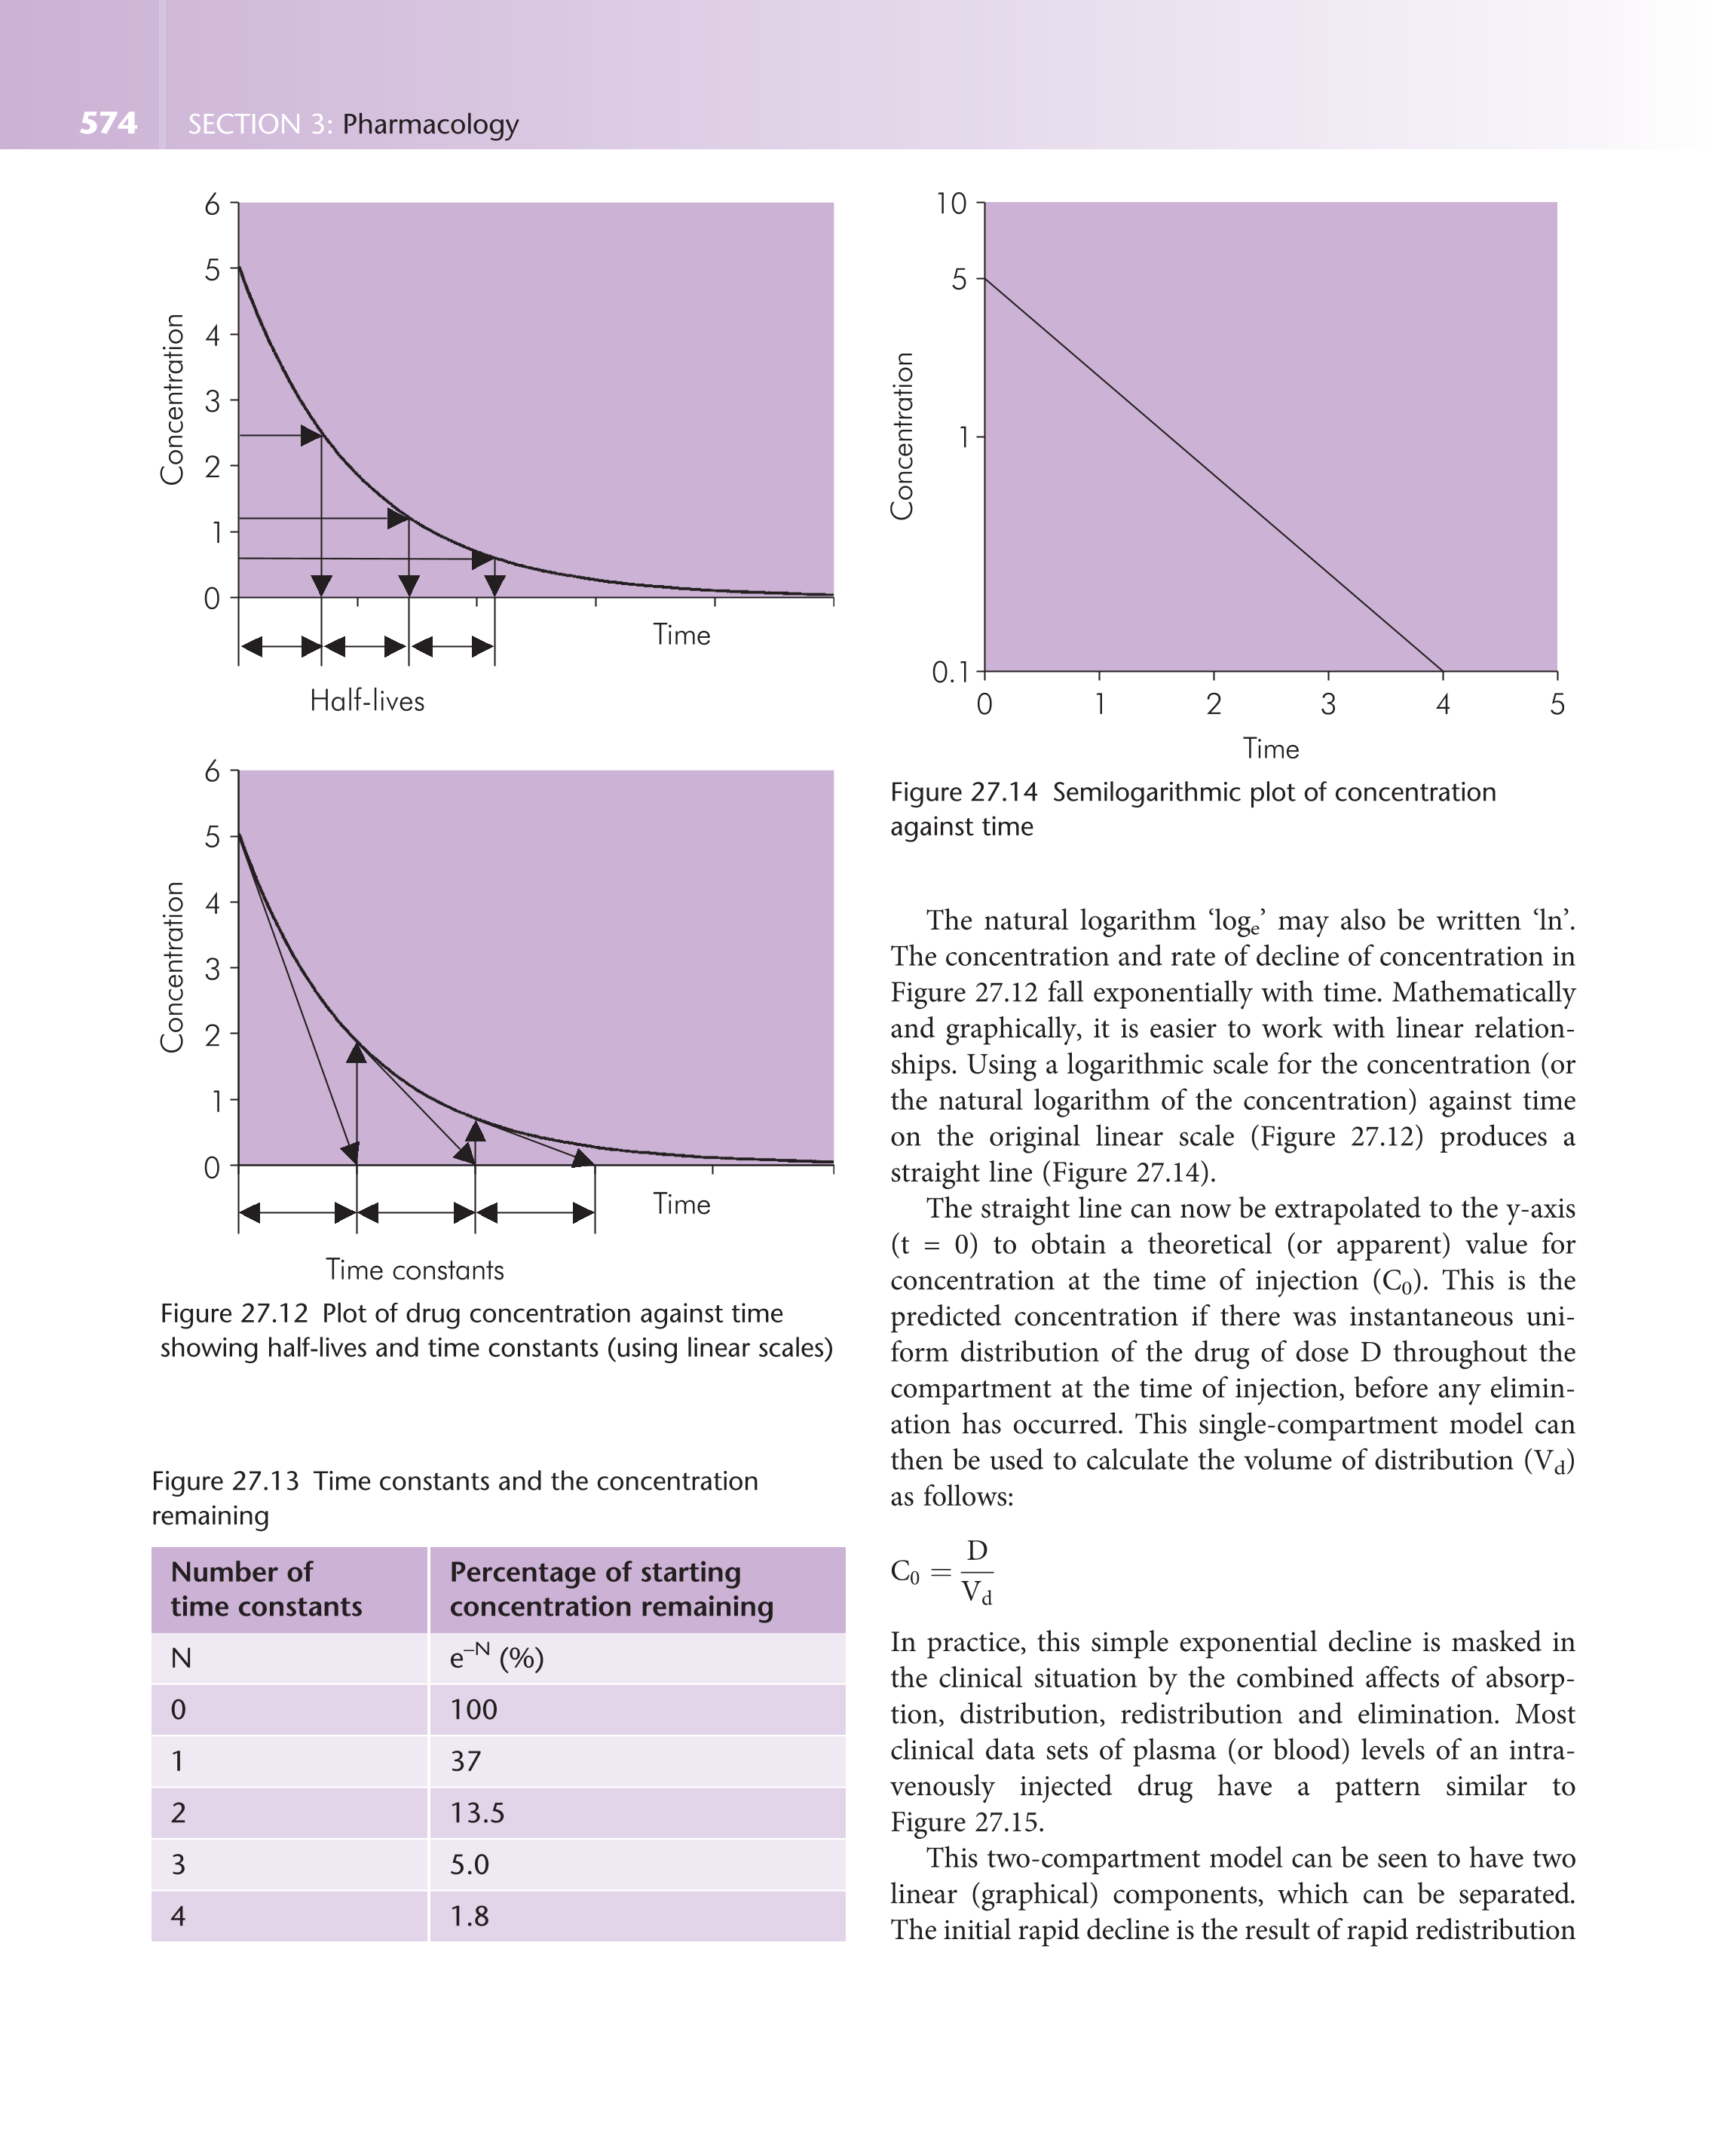 574 SECTION 3: Pharmacology
6
5
4
3
2
1
0
Concentration
Time
Half-lives
6
5
4
3
2
1
0
Concentration
Time
Time constants
Figure 27.12 Plot of drug concentration against time
showing half-lives and time constants (using linear scales)
Figure 27.13 Time constants and the concentration
remaining
Number of
time constants
Percentage of starting
concentration remaining
N e⁻ᴺ (%)
0 100
1 37
2 13.5
3 5.0
4 1.8
10
5
1
0.1
Concentration
0 1 2 3 4 5
Time
Figure 27.14 Semilogarithmic plot of concentration
against time
The natural logarithm ‘logₑ’ may also be written ‘ln’.
The concentration and rate of decline of concentration in
Figure 27.12 fall exponentially with time. Mathematically
and graphically, it is easier to work with linear relation-
ships. Using a logarithmic scale for the concentration (or
the natural logarithm of the concentration) against time
on the original linear scale (Figure 27.12) produces a
straight line (Figure 27.14).
The straight line can now be extrapolated to the y-axis
(t = 0) to obtain a theoretical (or apparent) value for
concentration at the time of injection (C₀). This is the
predicted concentration if there was instantaneous uni-
form distribution of the drug of dose D throughout the
compartment at the time of injection, before any elimin-
ation has occurred. This single-compartment model can
then be used to calculate the volume of distribution (Vd)
as follows:
C₀ = D / Vd
In practice, this simple exponential decline is masked in
the clinical situation by the combined affects of absorp-
tion, distribution, redistribution and elimination. Most
clinical data sets of plasma (or blood) levels of an intra-
venously injected drug have a pattern similar to
Figure 27.15.
This two-compartment model can be seen to have two
linear (graphical) components, which can be separated.
The initial rapid decline is the result of rapid redistribution